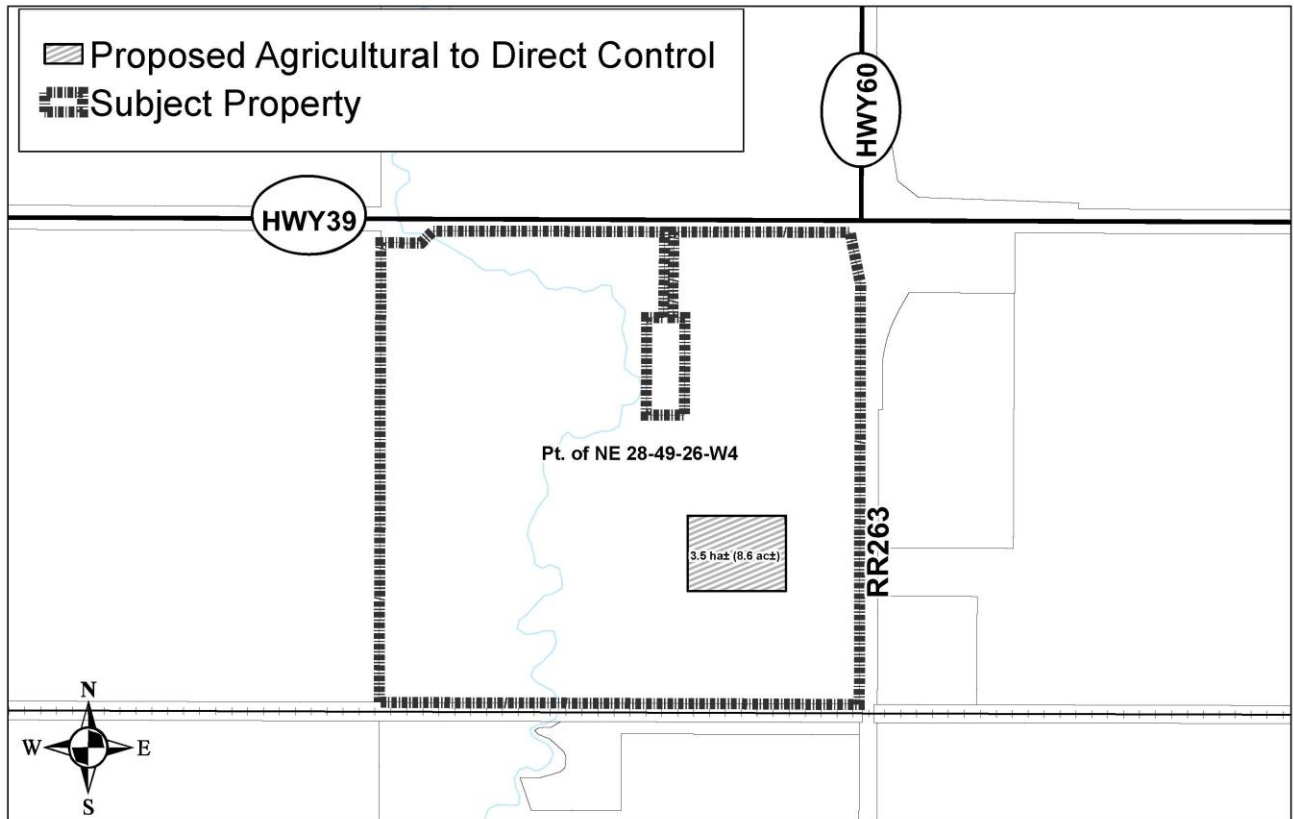 Proposed Agricultural to Direct Control
Subject Property
HWY60
HWY39
Pt. of NE 28-49-26-W4
3.5 ha± (8.6 ac±)
RR263
N
W
E
S